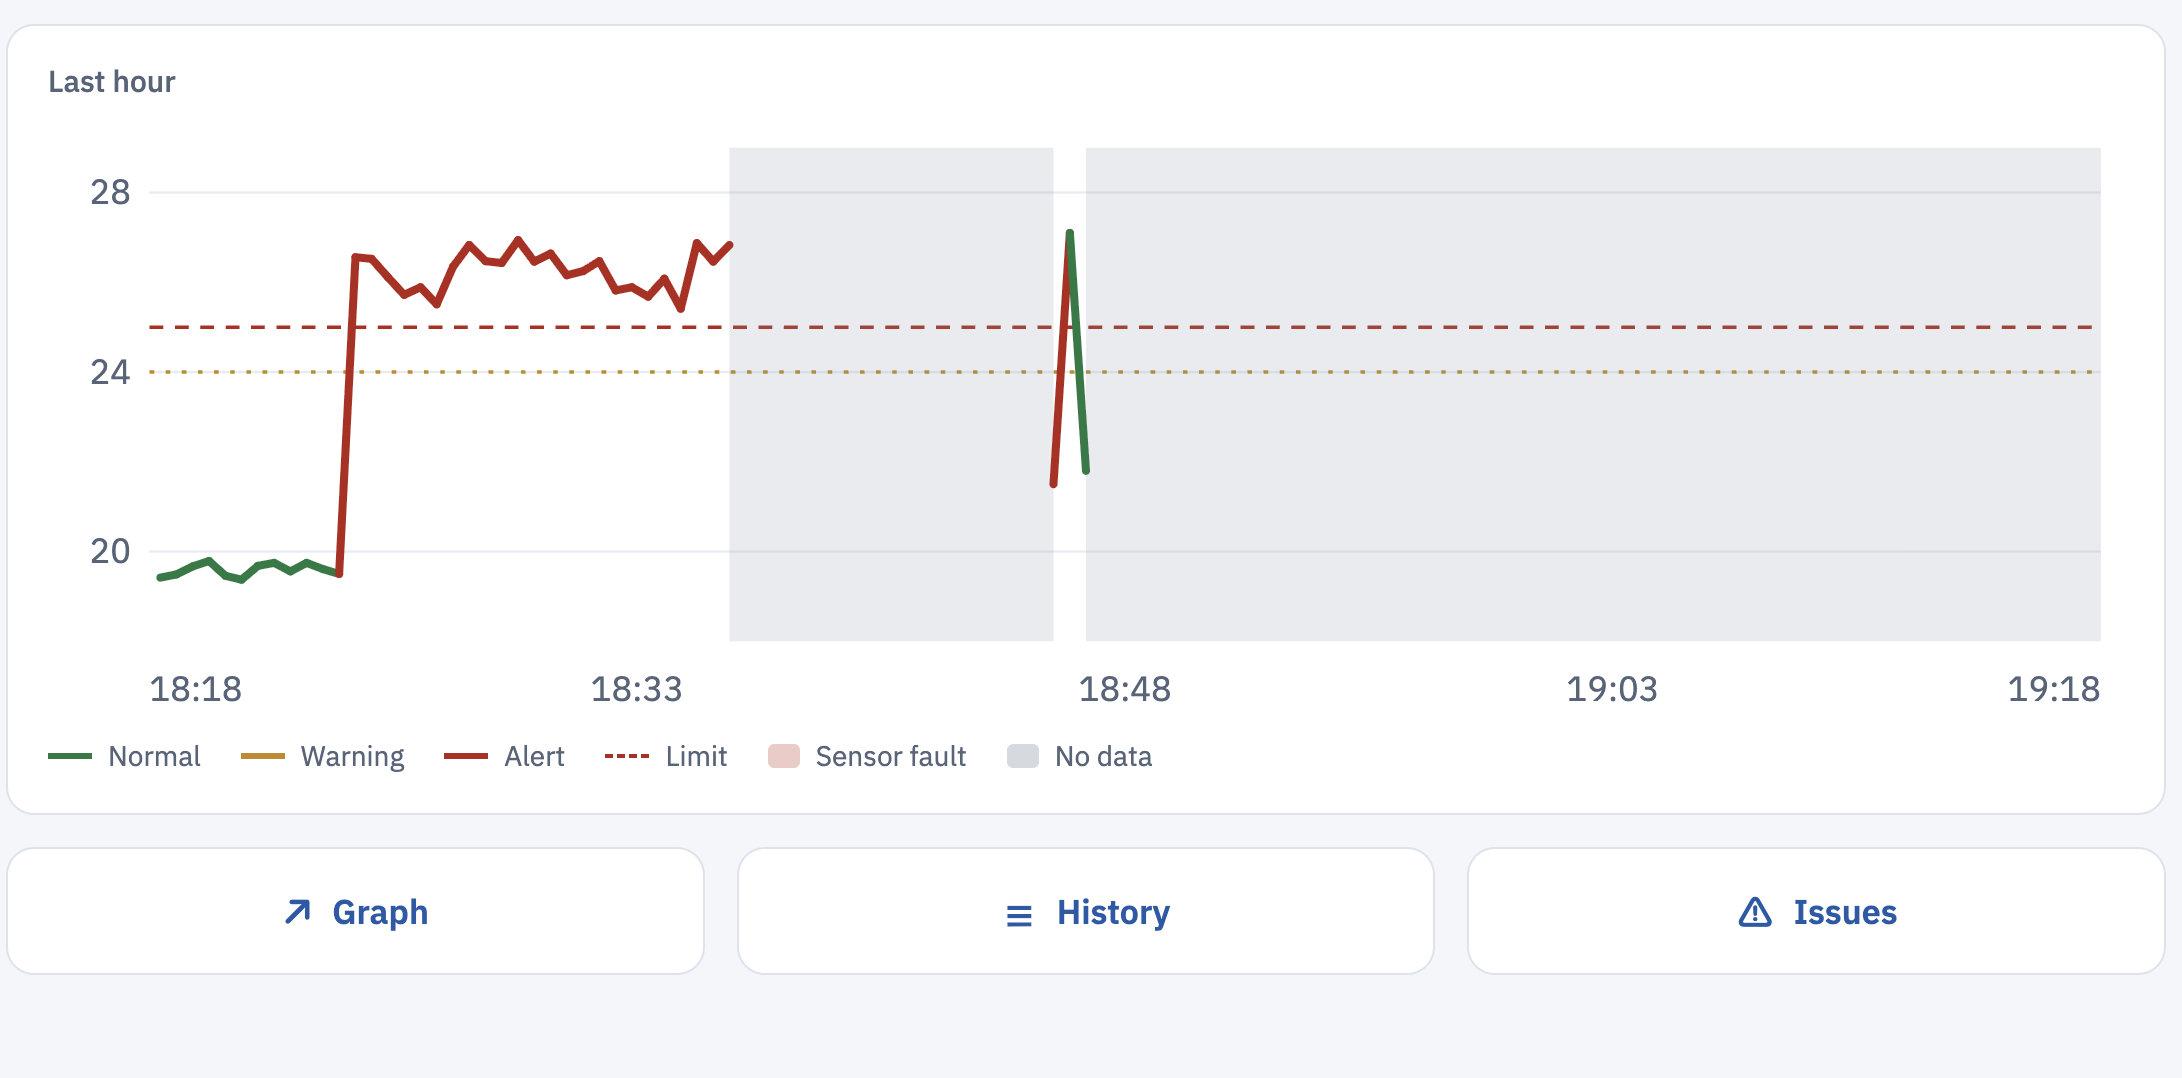 Last hour
28
24
20
18:18 18:33 18:48 19:03 19:18
Normal Warning Alert Limit Sensor fault No data
Graph History Issues